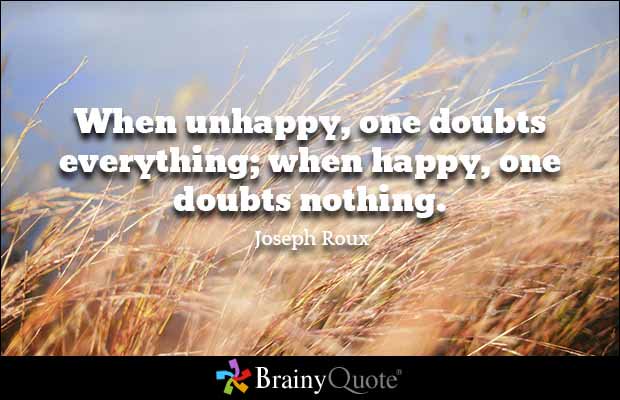 When unhappy, one doubts
everything; when happy, one
doubts nothing.
Joseph Roux
BrainyQuote®